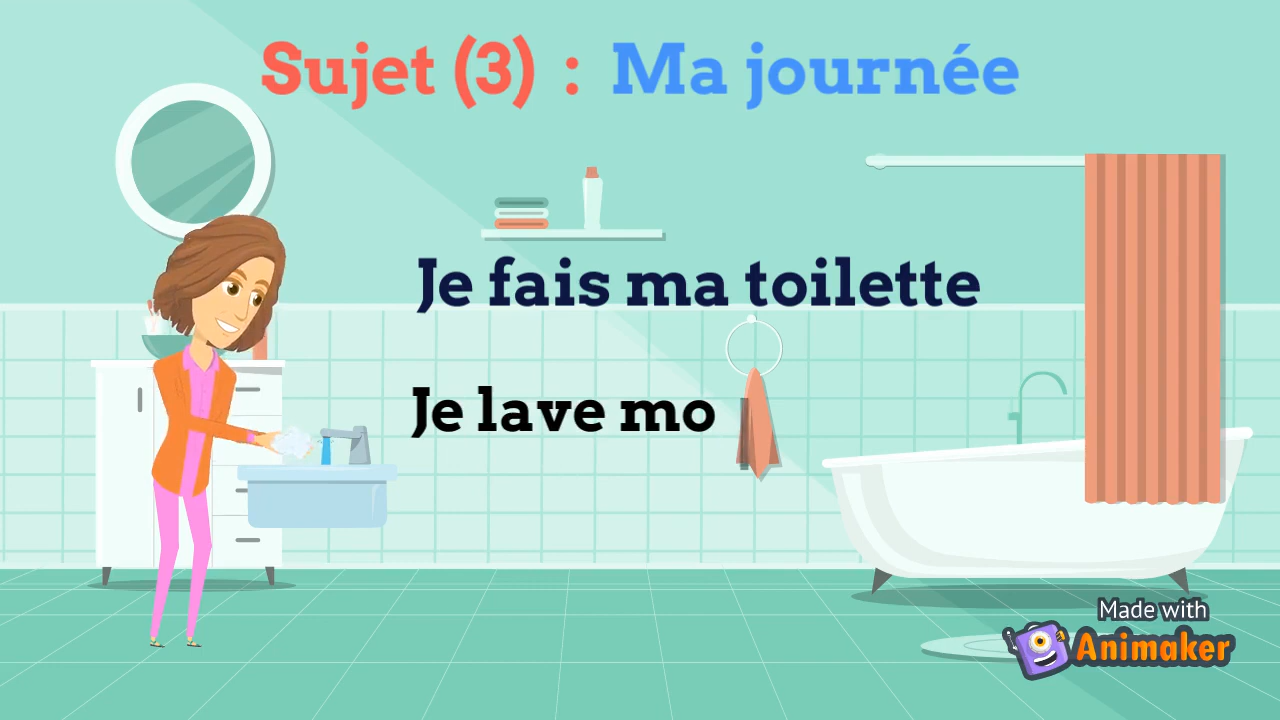 Sujet (3) : Ma journée
Je fais ma toilette
Je lave mo
Made with
Animaker